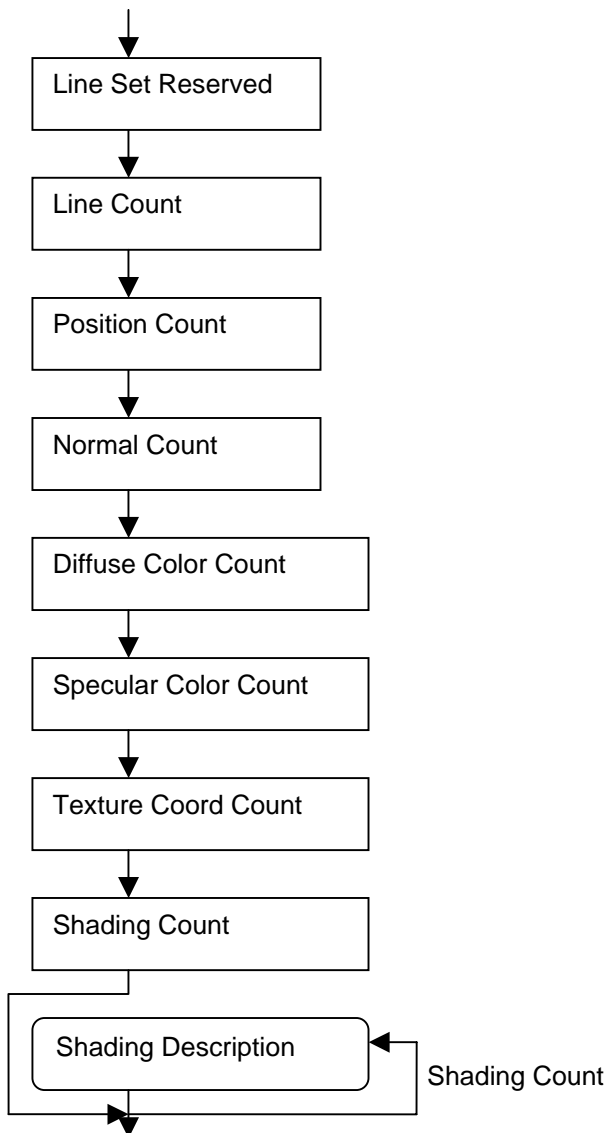 Line Set Reserved
Line Count
Position Count
Normal Count
Diffuse Color Count
Specular Color Count
Texture Coord Count
Shading Count
Shading Description
Shading Count